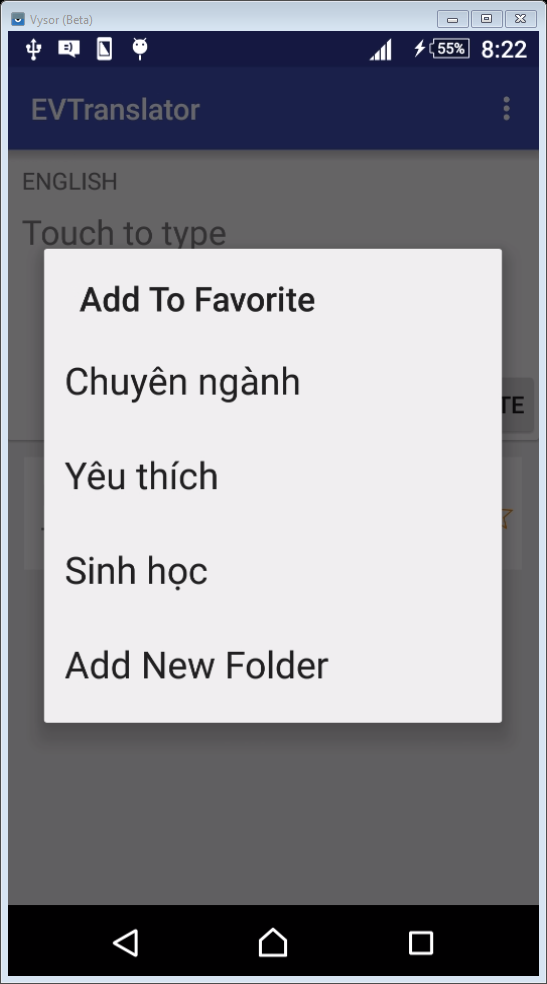 Vysor (Beta)
55% 8:22
EVTranslator
ENGLISH
Touch to type
Add To Favorite
Chuyên ngành
TE
Yêu thích
Sinh học
Add New Folder